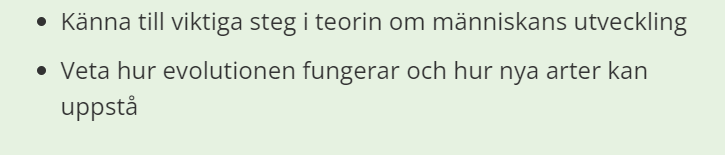 • Känna till viktiga steg i teorin om människans utveckling
• Veta hur evolutionen fungerar och hur nya arter kan
uppstå